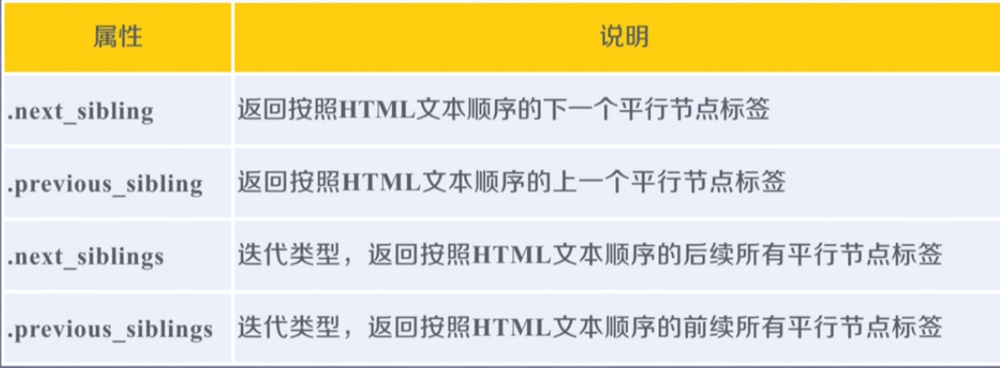 属性 说明
.next_sibling 返回按照HTML文本顺序的下一个平行节点标签
.previous_sibling 返回按照HTML文本顺序的上一个平行节点标签
.next_siblings 迭代类型，返回按照HTML文本顺序的后续所有平行节点标签
.previous_siblings 迭代类型，返回按照HTML文本顺序的前续所有平行节点标签